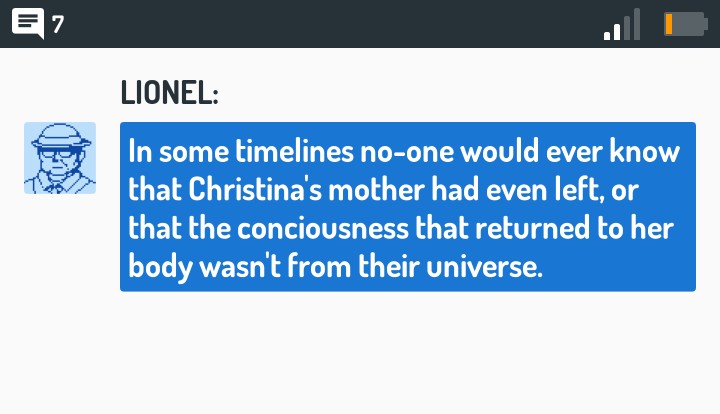 7
LIONEL:
In some timelines no-one would ever know
that Christina's mother had even left, or
that the conciousness that returned to her
body wasn't from their universe.